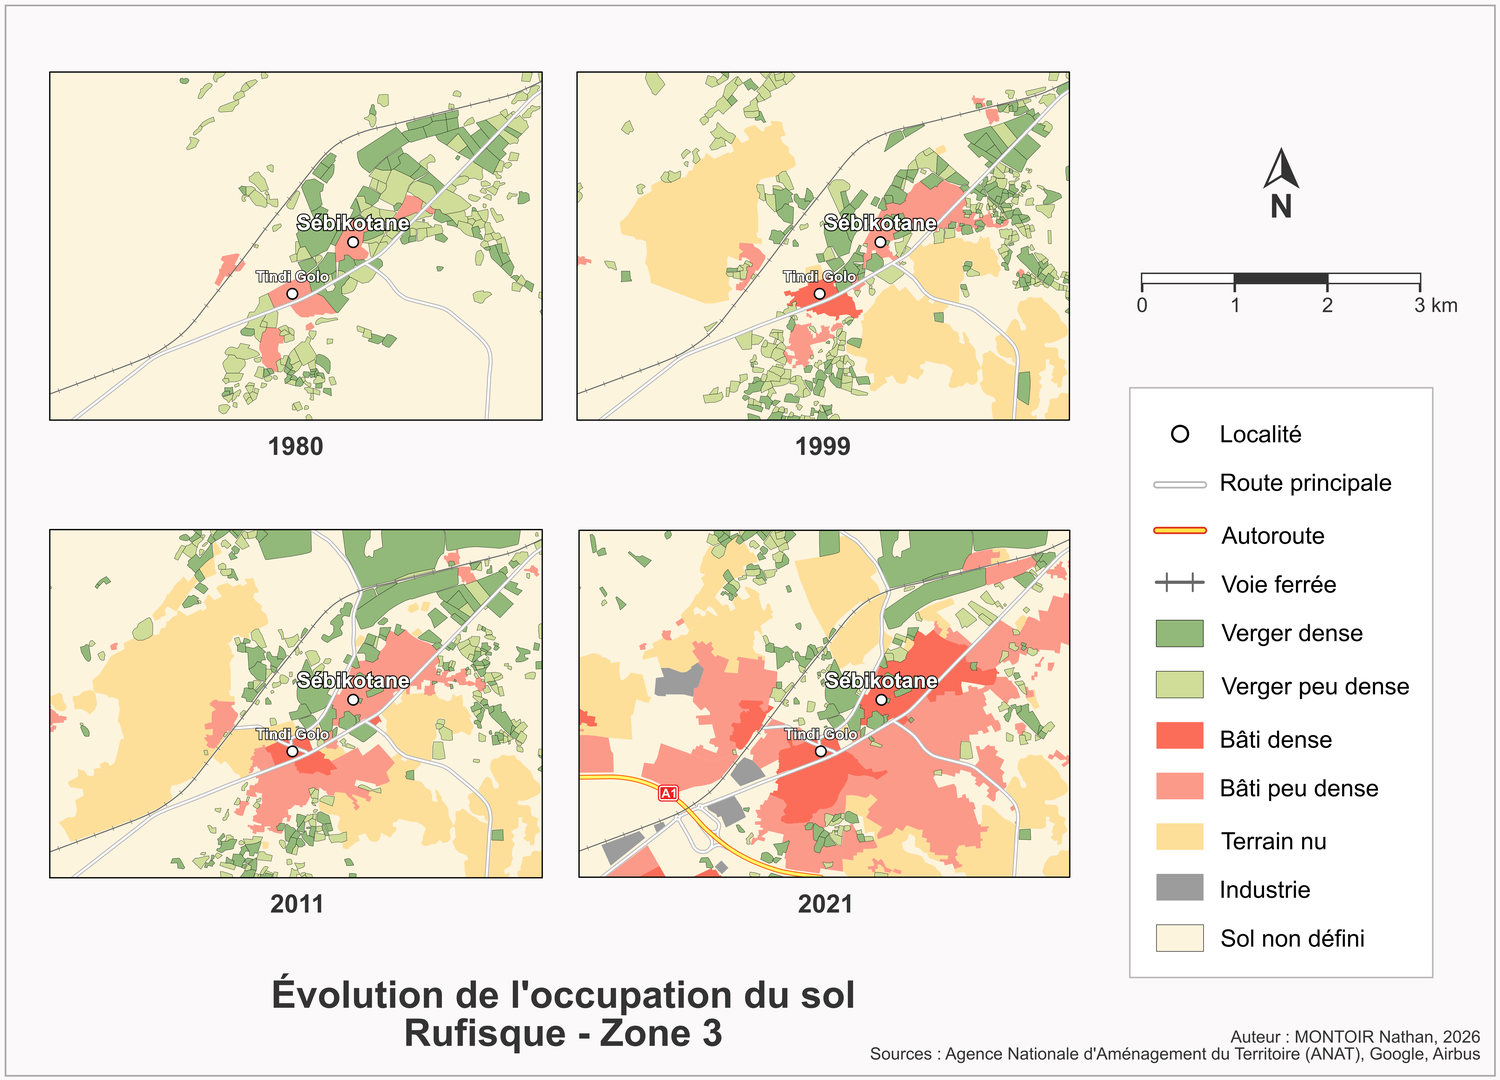 Sébikotane
Tindi Golo
1980
Sébikotane
Tindi Golo
1999
N
0 1 2 3 km
Sébikotane
Tindi Golo
2011
Sébikotane
Tindi Golo
A1
2021
Localité
Route principale
Autoroute
Voie ferrée
Verger dense
Verger peu dense
Bâti dense
Bâti peu dense
Terrain nu
Industrie
Sol non défini
Évolution de l'occupation du sol
Rufisque - Zone 3
Auteur : MONTOIR Nathan, 2026
Sources : Agence Nationale d'Aménagement du Territoire (ANAT), Google, Airbus